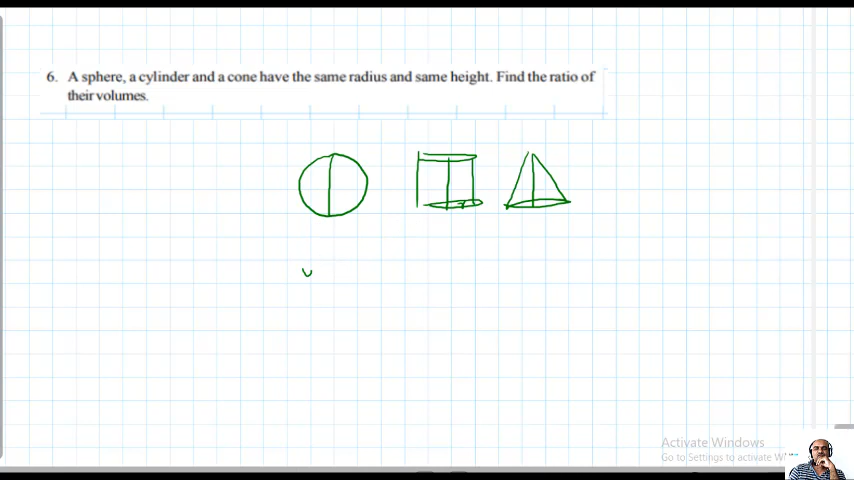 6. A sphere, a cylinder and a cone have the same radius and same height. Find the ratio of
their volumes.
v
Activate Windows
Go to Settings to activate W